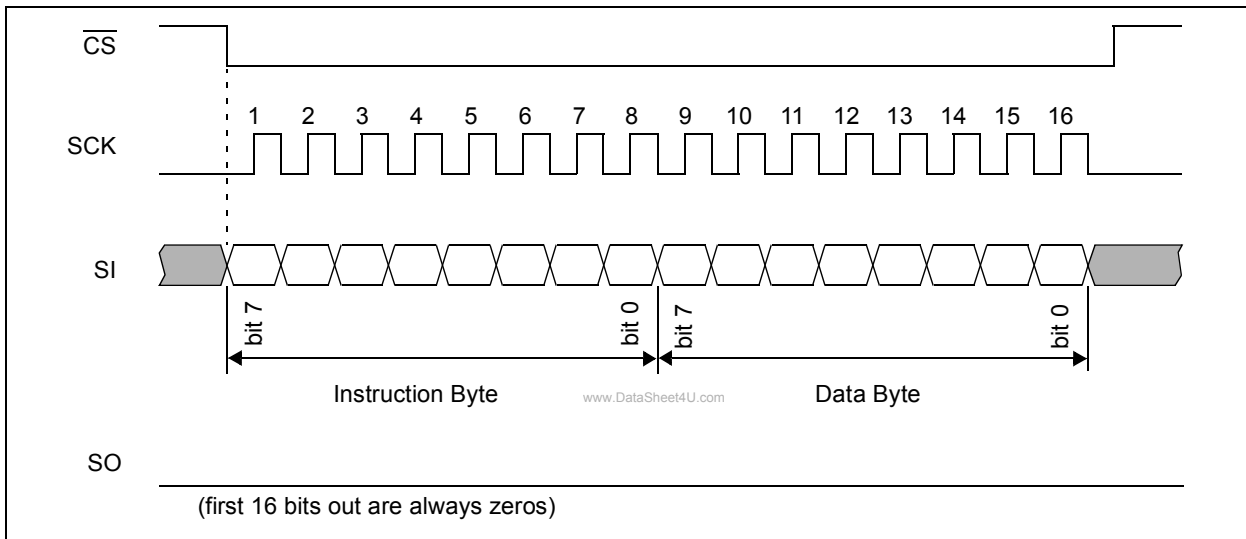 CS
1 2 3 4 5 6 7 8 9 10 11 12 13 14 15 16
SCK
SI
bit 7 bit 0 bit 7 bit 0
Instruction Byte www.DataSheet4U.com Data Byte
SO
(first 16 bits out are always zeros)